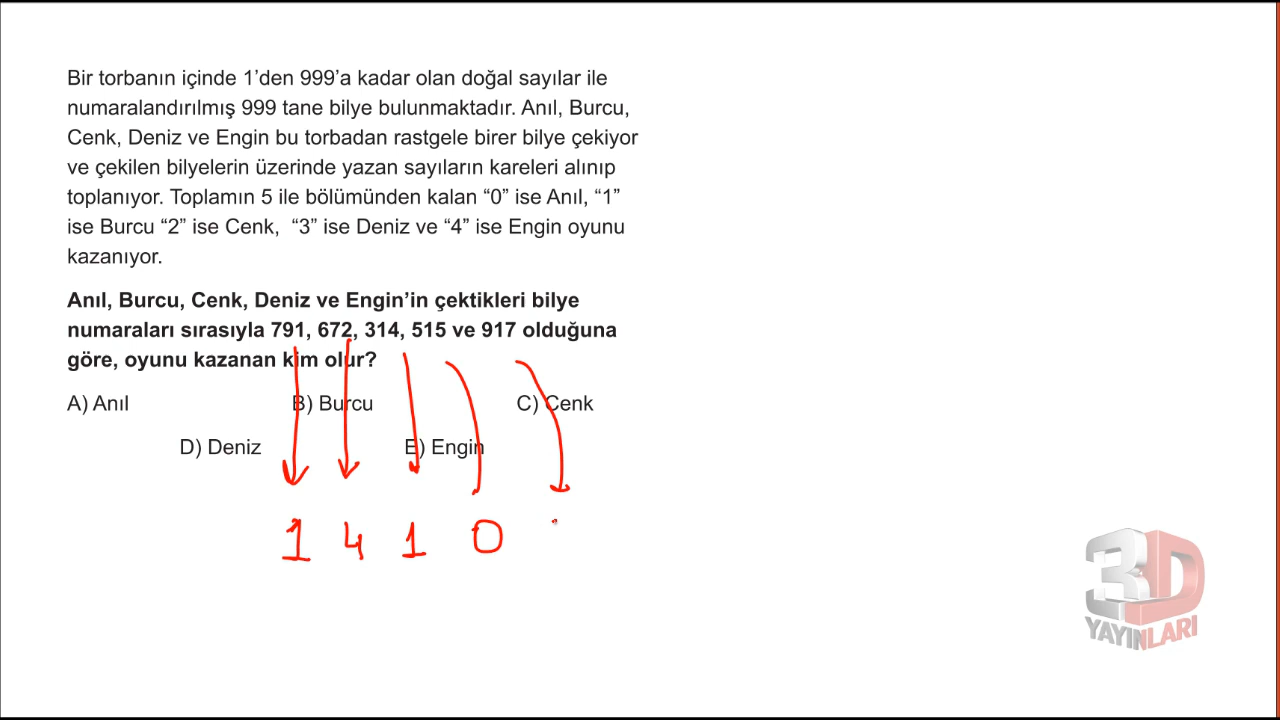 Bir torbanın içinde 1’den 999’a kadar olan doğal sayılar ile
numaralandırılmış 999 tane bilye bulunmaktadır. Anıl, Burcu,
Cenk, Deniz ve Engin bu torbadan rastgele birer bilye çekiyor
ve çekilen bilyelerin üzerinde yazan sayıların kareleri alınıp
toplanıyor. Toplamın 5 ile bölümünden kalan “0” ise Anıl, “1”
ise Burcu “2” ise Cenk, “3” ise Deniz ve “4” ise Engin oyunu
kazanıyor.
Anıl, Burcu, Cenk, Deniz ve Engin’in çektikleri bilye
numaraları sırasıyla 791, 672, 314, 515 ve 917 olduğuna
göre, oyunu kazanan kim olur?
A) Anıl B) Burcu C) Cenk
D) Deniz E) Engin
1 4 1 0
3D
YAYINLARI